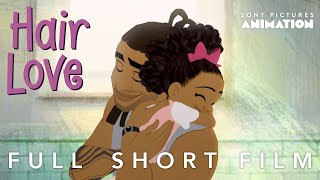 Hair
Love
SONY PICTURES
ANIMATION
FULL SHORT FILM